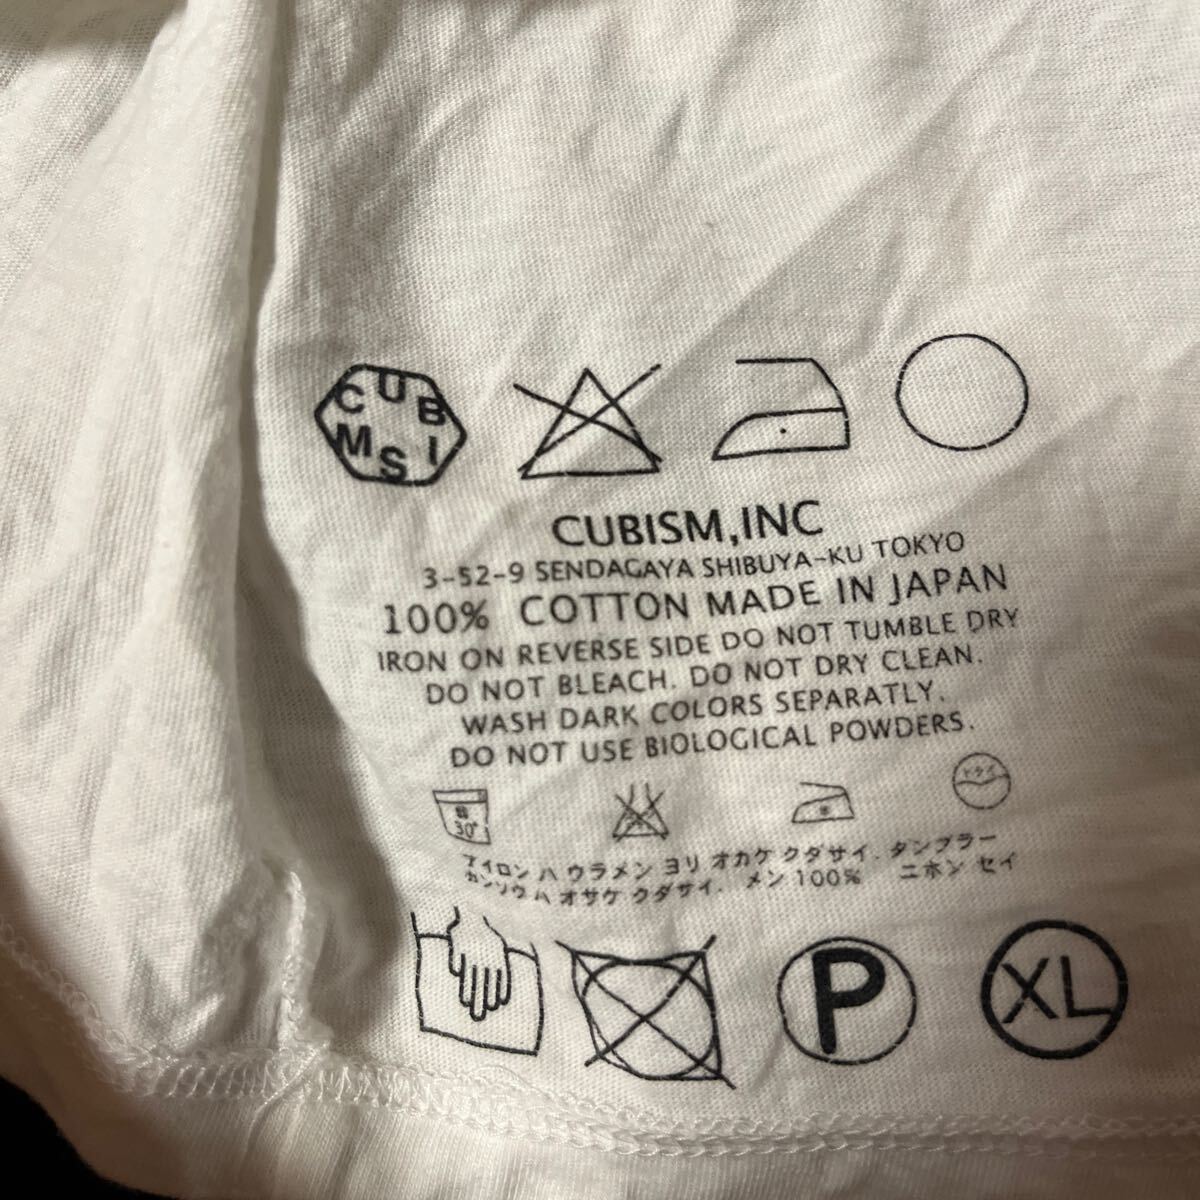 CUBISM
CUBISM,INC
3-52-9 SENDAGAYA SHIBUYA-KU TOKYO
100% COTTON MADE IN JAPAN
IRON ON REVERSE SIDE DO NOT TUMBLE DRY
DO NOT BLEACH. DO NOT DRY CLEAN.
WASH DARK COLORS SEPARATLY.
DO NOT USE BIOLOGICAL POWDERS.
30°
ドライ
アイロン ハ ウラメン ヨリ オカケ クダサイ. タンブラー
カンソウ ハ オサケ クダサイ. メン 100% ニホン セイ
P
XL